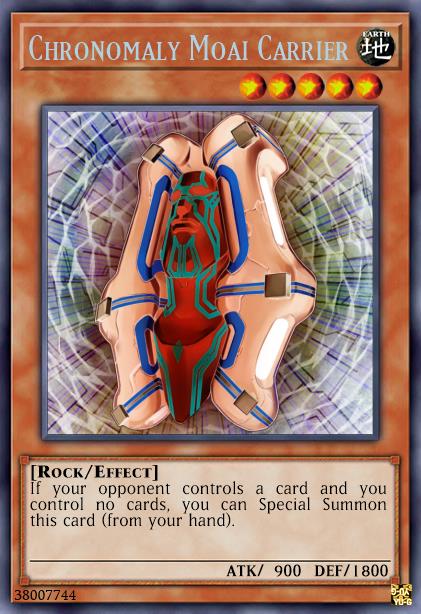 Chronomaly Moai Carrier
EARTH
地
[Rock/Effect]
If your opponent controls a card and you
control no cards, you can Special Summon
this card (from your hand).
ATK/ 900 DEF/1800
38007744